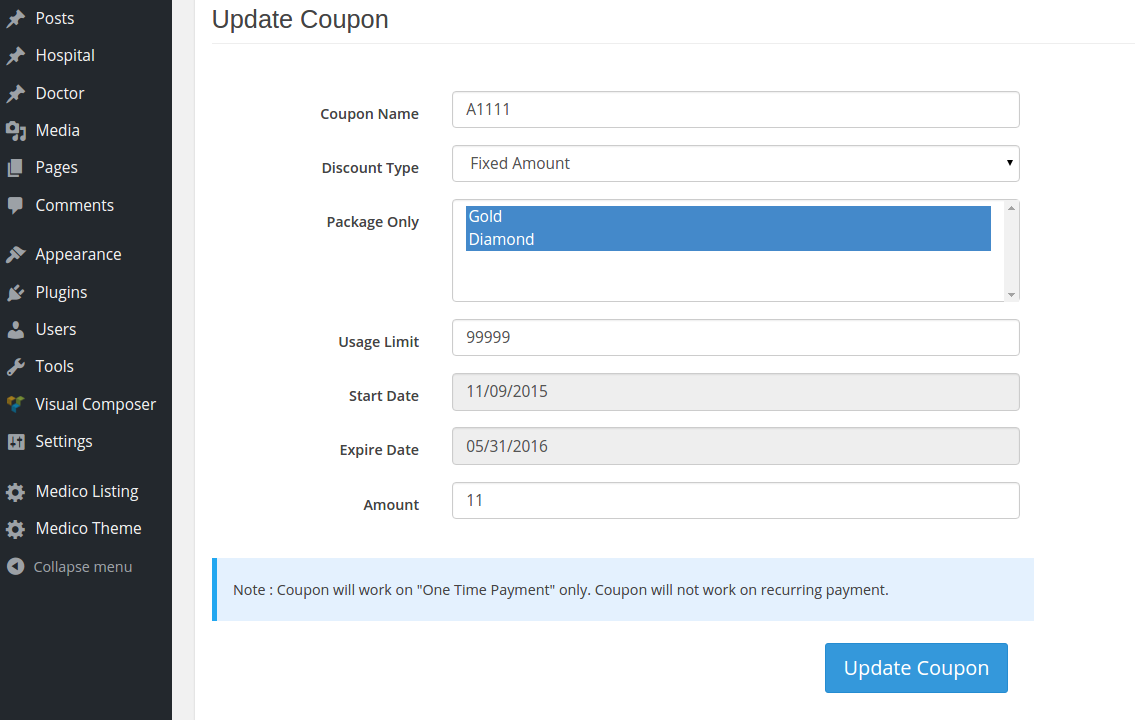 Posts
Hospital
Doctor
Media
Pages
Comments
Appearance
Plugins
Users
Tools
Visual Composer
Settings
Medico Listing
Medico Theme
Collapse menu
Update Coupon
Coupon Name A1111
Discount Type Fixed Amount
Package Only Gold
Diamond
Usage Limit 99999
Start Date 11/09/2015
Expire Date 05/31/2016
Amount 11
Note : Coupon will work on "One Time Payment" only. Coupon will not work on recurring payment.
Update Coupon